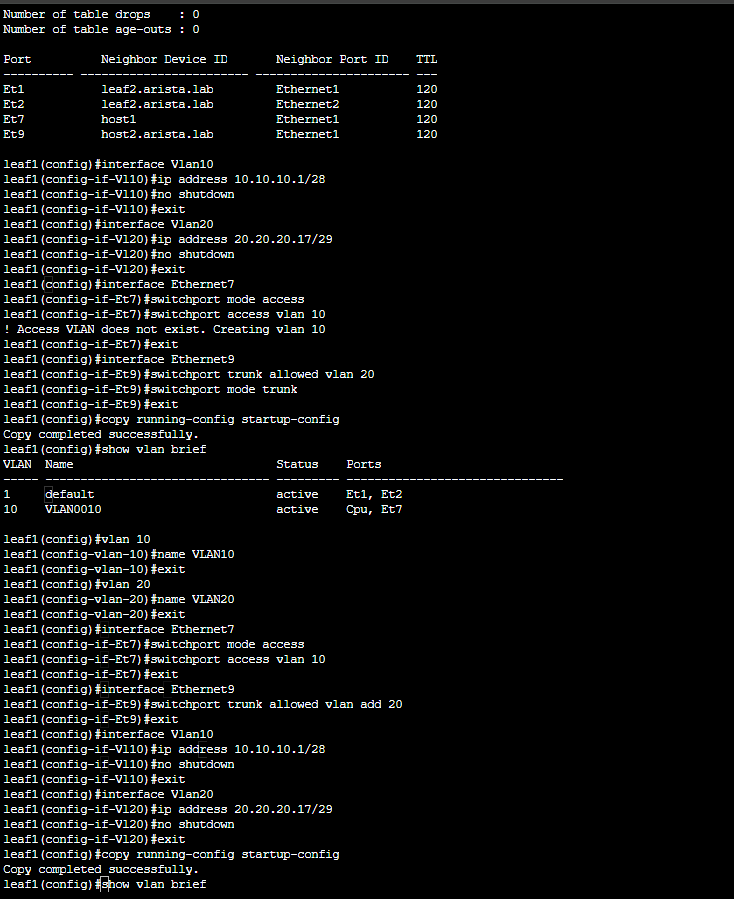 Number of table drops    : 0
Number of table age-outs : 0
Port          Neighbor Device ID       Neighbor Port ID    TTL
---------- ------------------------ ---------------------- ---
Et1           leaf2.arista.lab         Ethernet1           120
Et2           leaf2.arista.lab         Ethernet2           120
Et7           host1                    Ethernet1           120
Et9           host2.arista.lab         Ethernet1           120
leaf1(config)#interface Vlan10
leaf1(config-if-Vl10)#ip address 10.10.10.1/28
leaf1(config-if-Vl10)#no shutdown
leaf1(config-if-Vl10)#exit
leaf1(config)#interface Vlan20
leaf1(config-if-Vl20)#ip address 20.20.20.17/29
leaf1(config-if-Vl20)#no shutdown
leaf1(config-if-Vl20)#exit
leaf1(config)#interface Ethernet7
leaf1(config-if-Et7)#switchport mode access
leaf1(config-if-Et7)#switchport access vlan 10
! Access VLAN does not exist. Creating vlan 10
leaf1(config-if-Et7)#exit
leaf1(config)#interface Ethernet9
leaf1(config-if-Et9)#switchport trunk allowed vlan 20
leaf1(config-if-Et9)#switchport mode trunk
leaf1(config-if-Et9)#exit
leaf1(config)#copy running-config startup-config
Copy completed successfully.
leaf1(config)#show vlan brief
VLAN  Name                             Status    Ports
----- -------------------------------- --------- -------------------------------
1     default                          active    Et1, Et2
10    VLAN0010                         active    Cpu, Et7
leaf1(config)#vlan 10
leaf1(config-vlan-10)#name VLAN10
leaf1(config-vlan-10)#exit
leaf1(config)#vlan 20
leaf1(config-vlan-20)#name VLAN20
leaf1(config-vlan-20)#exit
leaf1(config)#interface Ethernet7
leaf1(config-if-Et7)#switchport mode access
leaf1(config-if-Et7)#switchport access vlan 10
leaf1(config-if-Et7)#exit
leaf1(config)#interface Ethernet9
leaf1(config-if-Et9)#switchport trunk allowed vlan add 20
leaf1(config-if-Et9)#exit
leaf1(config)#interface Vlan10
leaf1(config-if-Vl10)#ip address 10.10.10.1/28
leaf1(config-if-Vl10)#no shutdown
leaf1(config-if-Vl10)#exit
leaf1(config)#interface Vlan20
leaf1(config-if-Vl20)#ip address 20.20.20.17/29
leaf1(config-if-Vl20)#no shutdown
leaf1(config-if-Vl20)#exit
leaf1(config)#copy running-config startup-config
Copy completed successfully.
leaf1(config)#show vlan brief